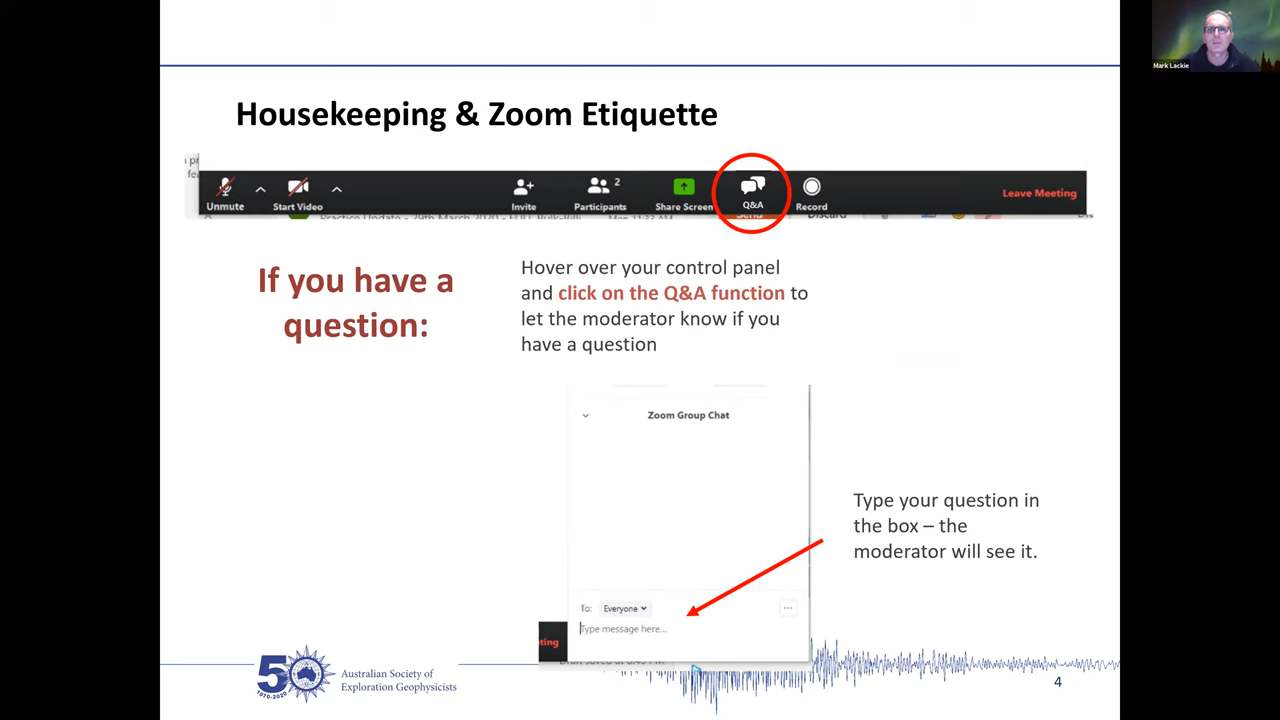 Mark Lackie
Housekeeping & Zoom Etiquette
Unmute
Start Video
Invite
2
Participants
Share Screen
Q&A
Record
Leave Meeting
If you have a
question:
Hover over your control panel
and click on the Q&A function to
let the moderator know if you
have a question
Zoom Group Chat
Type your question in
the box – the
moderator will see it.
To: Everyone
Type message here...
50
1970-2020
Australian Society of
Exploration Geophysicists
4